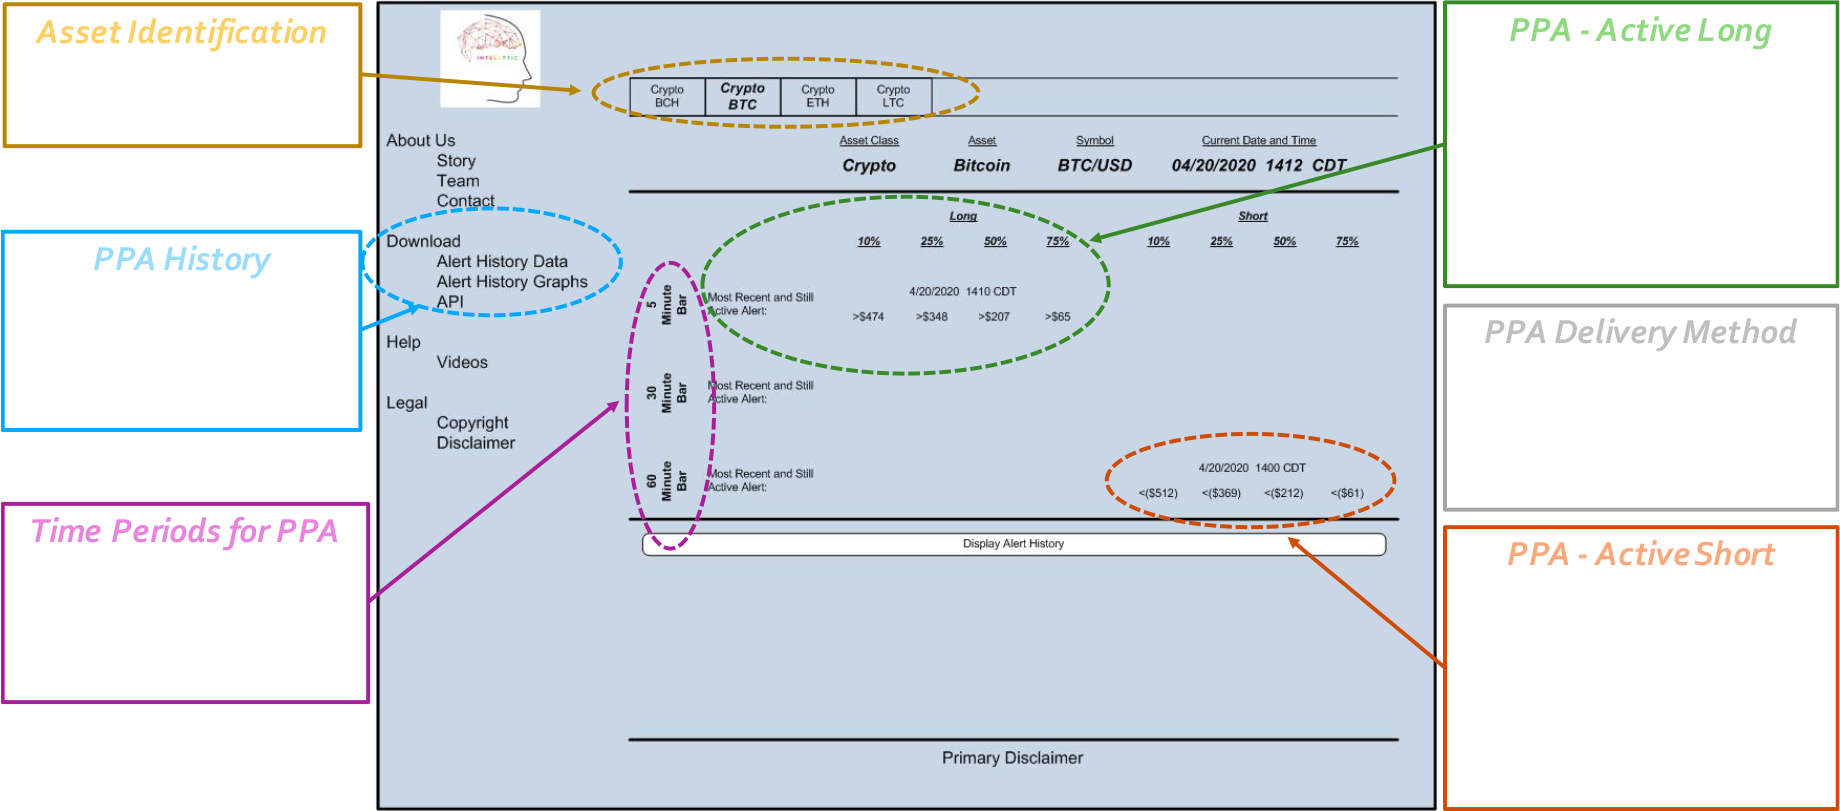 Asset Identification
PPA - Active Long
INTELETIC
Crypto BCH
Crypto BTC
Crypto ETH
Crypto LTC
About Us
Story
Team
Contact
Asset Class
Asset
Symbol
Current Date and Time
Crypto
Bitcoin
BTC/USD
04/20/2020 1412 CDT
PPA History
Download
Alert History Data
Alert History Graphs
API
Help
Videos
Legal
Copyright
Disclaimer
Long
Short
10% 25% 50% 75%
10% 25% 50% 75%
5
Minute
Bar
Most Recent and Still
Active Alert:
4/20/2020 1410 CDT
>$474 >$348 >$207 >$65
30
Minute
Bar
Most Recent and Still
Active Alert:
60
Minute
Bar
Most Recent and Still
Active Alert:
4/20/2020 1400 CDT
<($512) <($369) <($212) <($61)
PPA Delivery Method
Time Periods for PPA
PPA - Active Short
Display Alert History
Primary Disclaimer